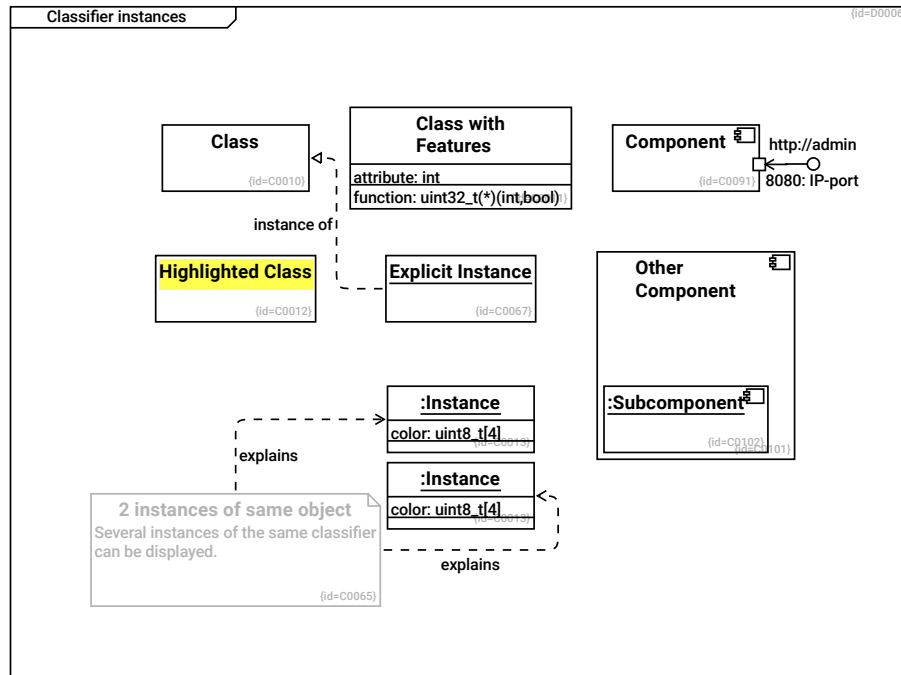 Classifier instances
{id=D0006
Class
{id=C0010}
Class with
Features
attribute: int
function: uint32_t(*)(int,bool)
Component
{id=C0091}
http://admin
8080: IP-port
instance of
Highlighted Class
{id=C0012}
Explicit Instance
{id=C0067}
Other
Component
:Subcomponent
{id=C0102}
{id=C0101}
:Instance
color: uint8_t[4]
{id=C0013}
explains
:Instance
color: uint8_t[4]
{id=C0013}
2 instances of same object
Several instances of the same classifier
can be displayed.
{id=C0065}
explains